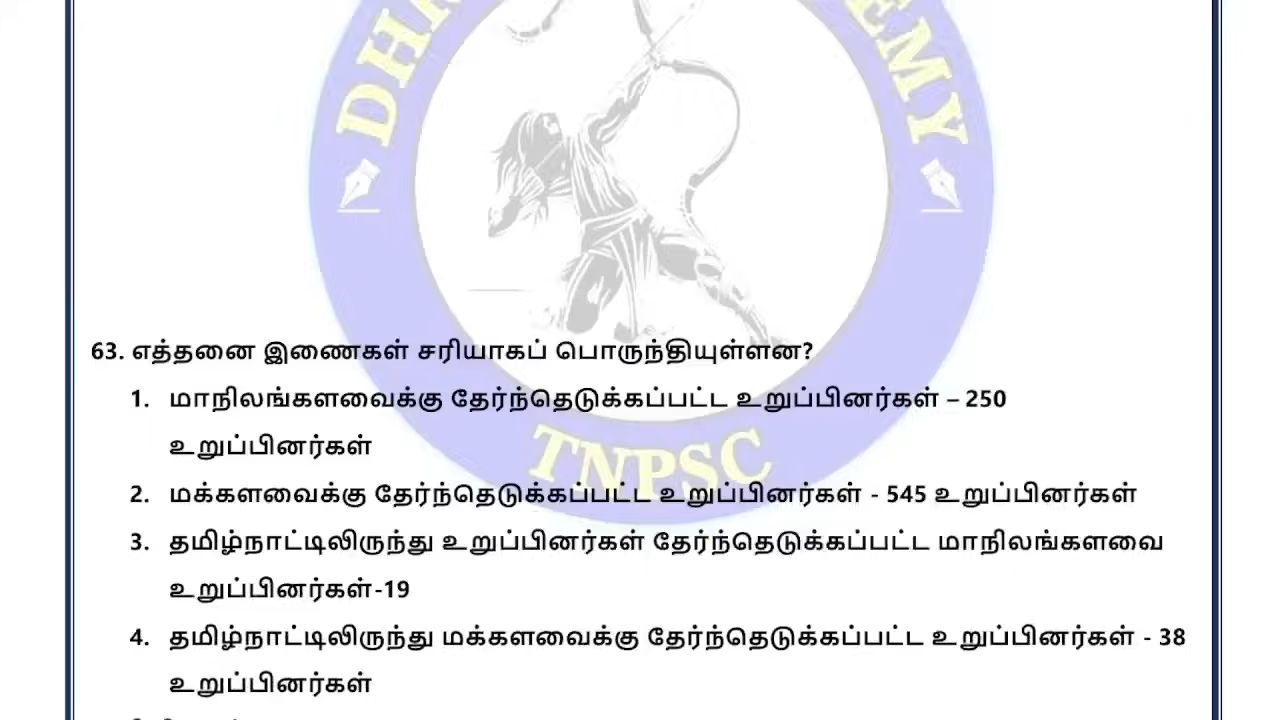 DH
EMY
63. எத்தனை இணைகள் சரியாகப் பொருந்தியுள்ளன?
1. மாநிலங்களவைக்கு தேர்ந்தெடுக்கப்பட்ட உறுப்பினர்கள் – 250
உறுப்பினர்கள்
TNPSC
2. மக்களவைக்கு தேர்ந்தெடுக்கப்பட்ட உறுப்பினர்கள் - 545 உறுப்பினர்கள்
3. தமிழ்நாட்டிலிருந்து உறுப்பினர்கள் தேர்ந்தெடுக்கப்பட்ட மாநிலங்களவை
உறுப்பினர்கள்-19
4. தமிழ்நாட்டிலிருந்து மக்களவைக்கு தேர்ந்தெடுக்கப்பட்ட உறுப்பினர்கள் - 38
உறுப்பினர்கள்